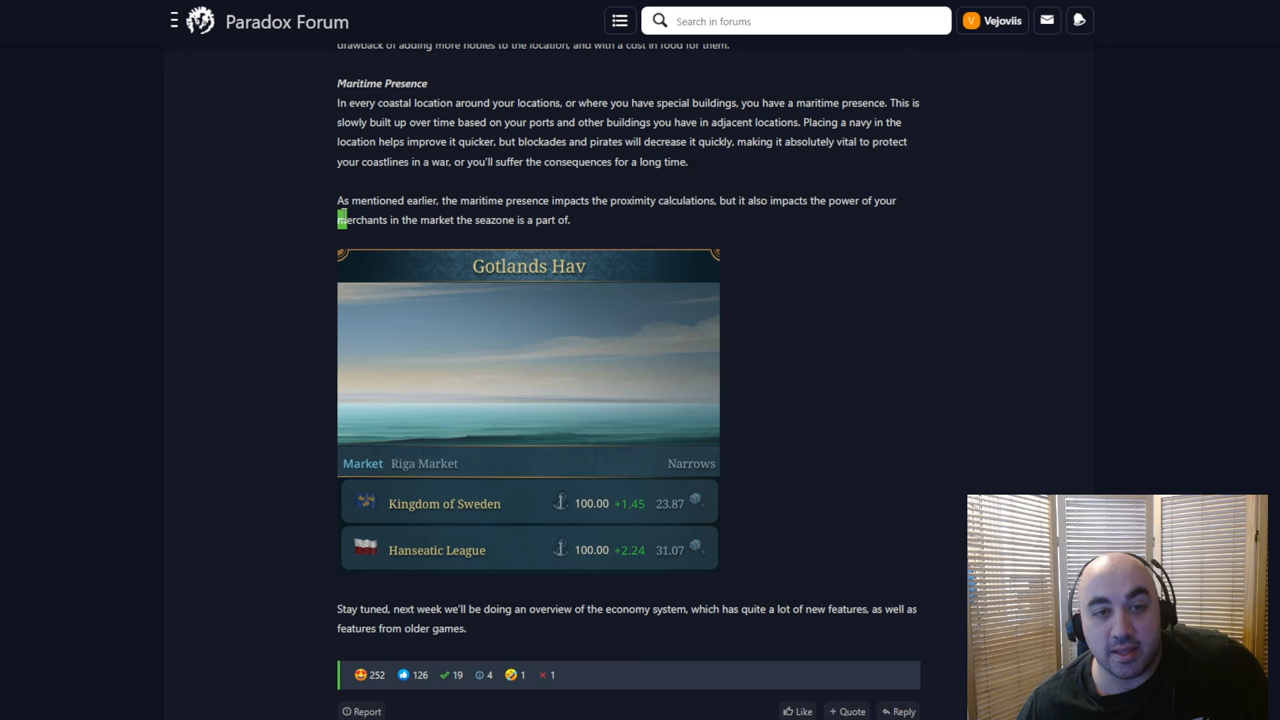 Paradox Forum
Search in forums
V Vejoviis
drawback of adding more nobles to the location, and with a cost in food for them.
Maritime Presence
In every coastal location around your locations, or where you have special buildings, you have a maritime presence. This is
slowly built up over time based on your ports and other buildings you have in adjacent locations. Placing a navy in the
location helps improve it quicker, but blockades and pirates will decrease it quickly, making it absolutely vital to protect
your coastlines in a war, or you'll suffer the consequences for a long time.
As mentioned earlier, the maritime presence impacts the proximity calculations, but it also impacts the power of your
merchants in the market the seazone is a part of.
Gotlands Hav
Market Riga Market Narrows
Kingdom of Sweden 100.00 +1.45 23.87
Hanseatic League 100.00 +2.24 31.07
Stay tuned, next week we'll be doing an overview of the economy system, which has quite a lot of new features, as well as
features from older games.
252 126 19 4 1 1
Report Like + Quote Reply